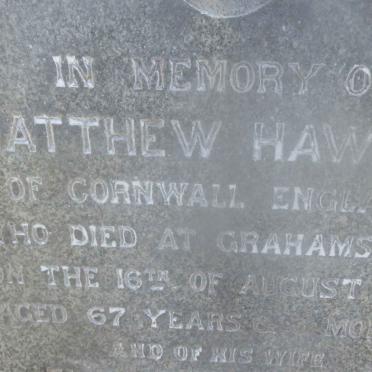 IN MEMORY O
ATTHEW HAW
OF CORNWALL ENGL
WHO DIED AT GRAHAMS
ON THE 16TH OF AUGUST
AGED 67 YEARS & MO
AND OF HIS WIFE